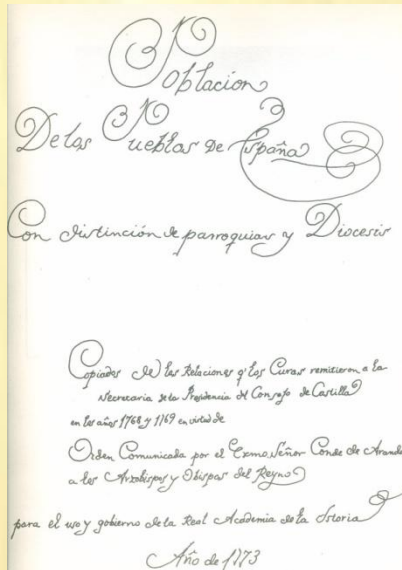 Poblacion
De los Pueblos de España
Con distinción de parroquias y Diocesis
Copiados de las Relaciones q los Curas remitieron a la
Secretaria de la Presidencia del Consejo de Castilla
en los años 1768 y 1769 en virtud de
Orden Comunicada por el Exmo. Señor Conde de Aranda
a los Arzobispos y Obispos del Reyno
para el uso y gobierno de la Real Academia de la Istoria
Año de 1773